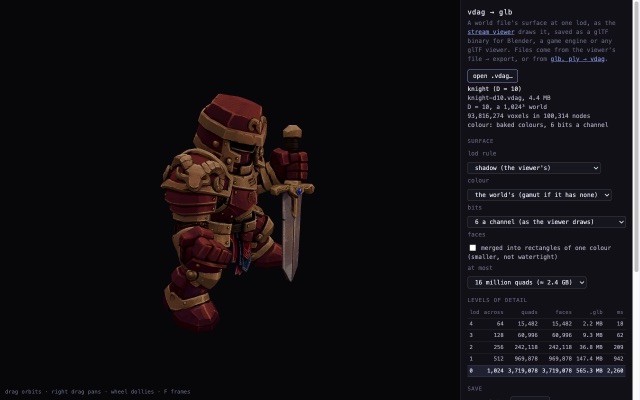 vdag → glb
A world file's surface at one lod, as the
stream viewer draws it, saved as a glTF
binary for Blender, a game engine or any
glTF viewer. Files come from the viewer's
file → export, or from glb, ply → vdag.
open .vdag…
knight (D = 10)
knight-d10.vdag, 4.4 MB
D = 10, a 1,024³ world
93,816,274 voxels in 100,314 nodes
colour: baked colours, 6 bits a channel
SURFACE
lod rule
shadow (the viewer's)
colour
the world's (gamut if it has none)
bits
6 a channel (as the viewer draws)
faces
merged into rectangles of one colour
(smaller, not watertight)
at most
16 million quads (≈ 2.4 GB)
LEVELS OF DETAIL
lod across quads faces .glb ms
4 64 15,482 15,482 2.2 MB 18
3 128 60,996 60,996 9.3 MB 62
2 256 242,118 242,118 36.8 MB 209
1 512 969,878 969,878 147.4 MB 942
0 1,024 3,719,078 3,719,078 565.3 MB 2,260
SAVE
drag orbits · right drag pans · wheel dollies · F frames